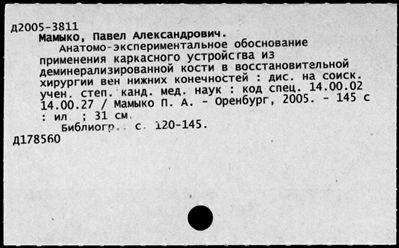 Д2005-3811
Мамыко, Павел Александрович.
Анатомо-экспериментальное обоснование
применения каркасного устройства из
деминерализированной кости в восстановительной
хирургии вен нижних конечностей : дис. на соиск.
учен. степ. канд. мед. наук : код спец. 14.00.02
14.00.27 / Мамыко П. А. - Оренбург, 2005. - 145 с
: ил. ; 31 см.
Библиогр.: с. 120-145.
Д178560